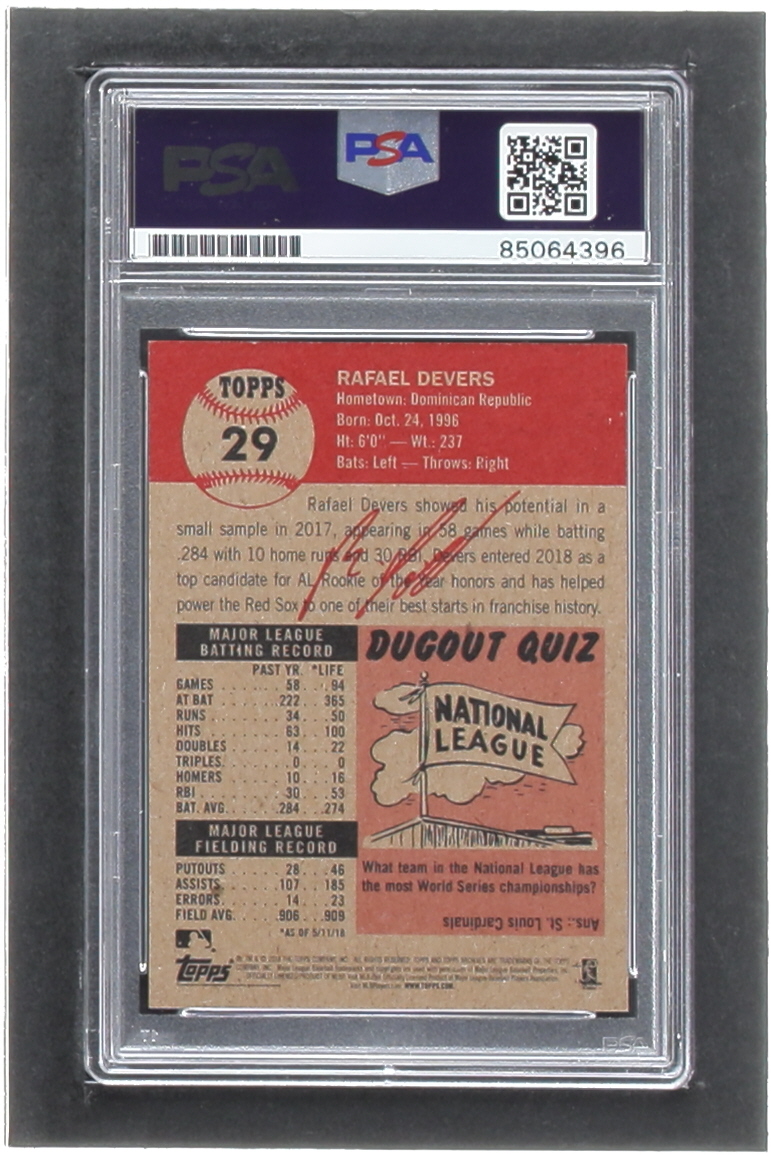 PSA PSA
85064396
TOPPS
29
RAFAEL DEVERS
Hometown: Dominican Republic
Born: Oct. 24, 1996
Ht: 6'0" — Wt.: 237
Bats: Left — Throws: Right
Rafael Devers showed his potential in a
small sample in 2017, appearing in 58 games while batting
.284 with 10 home runs and 30 RBI. Devers entered 2018 as a
top candidate for AL Rookie of the Year honors and has helped
power the Red Sox to one of their best starts in franchise history.
MAJOR LEAGUE
BATTING RECORD
PAST YR. *LIFE
GAMES 58 94
AT BAT 222 365
RUNS 34 50
HITS 63 100
DOUBLES 14 22
TRIPLES 0 0
HOMERS 10 16
RBI 30 53
BAT. AVG. .284 .274
MAJOR LEAGUE
FIELDING RECORD
PUTOUTS 28 46
ASSISTS 107 185
ERRORS 14 23
FIELD AVG. .906 .909
*AS OF 5/11/18
DUGOUT QUIZ
NATIONAL
LEAGUE
What team in the National League has
the most World Series championships?
Ans.: St. Louis Cardinals
Topps
WWW.TOPPS.COM
PSA